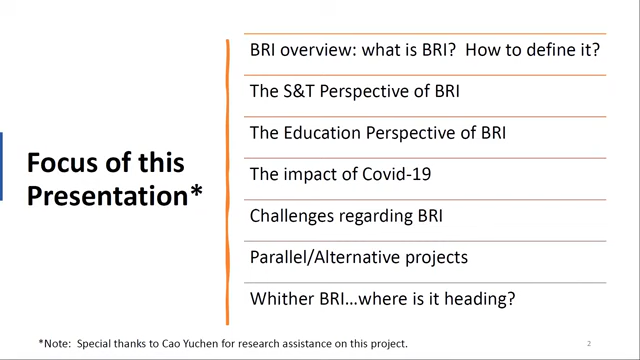 Focus of this
Presentation*
BRI overview: what is BRI?  How to define it?
The S&T Perspective of BRI
The Education Perspective of BRI
The impact of Covid-19
Challenges regarding BRI
Parallel/Alternative projects
Whither BRI…where is it heading?
*Note:  Special thanks to Cao Yuchen for research assistance on this project.
2